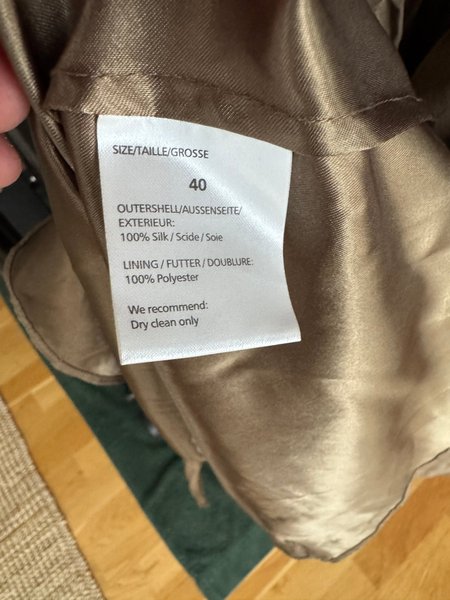 SIZE/TAILLE/GROSSE
40
OUTERSHELL/AUSSENSEITE/
EXTERIEUR:
100% Silk / Scide / Soie
LINING / FUTTER / DOUBLURE:
100% Polyester
We recommend:
Dry clean only